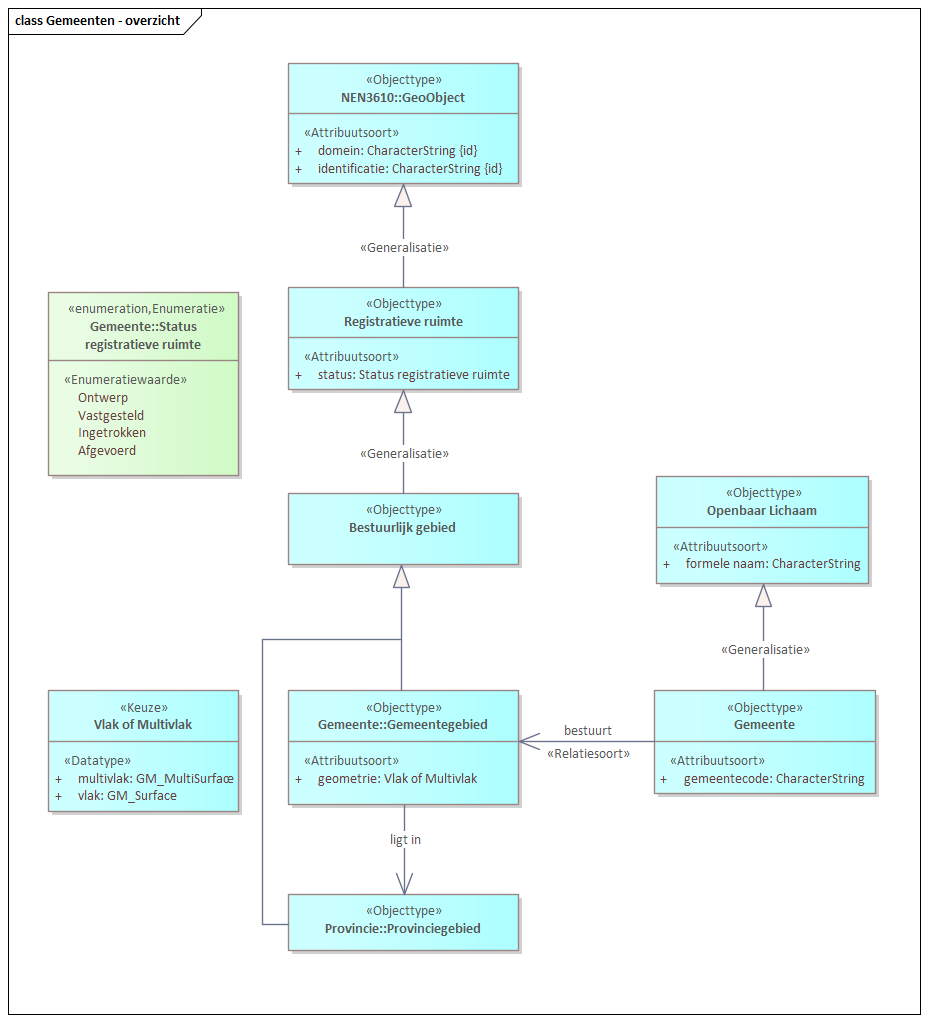 class Gemeenten - overzicht
«Objecttype»
NEN3610::GeoObject
«Attribuutsoort»
+ domein: CharacterString {id}
+ identificatie: CharacterString {id}
«Generalisatie»
«enumeration,Enumeratie»
Gemeente::Status
registratieve ruimte
«Enumeratiewaarde»
Ontwerp
Vastgesteld
Ingetrokken
Afgevoerd
«Objecttype»
Registratieve ruimte
«Attribuutsoort»
+ status: Status registratieve ruimte
«Generalisatie»
«Objecttype»
Bestuurlijk gebied
«Objecttype»
Openbaar Lichaam
«Attribuutsoort»
+ formele naam: CharacterString
«Generalisatie»
«Keuze»
Vlak of Multivlak
«Datatype»
+ multivlak: GM_MultiSurface
+ vlak: GM_Surface
«Objecttype»
Gemeente::Gemeentegebied
«Attribuutsoort»
+ geometrie: Vlak of Multivlak
bestuurt
«Relatiesoort»
«Objecttype»
Gemeente
«Attribuutsoort»
+ gemeentecode: CharacterString
ligt in
«Objecttype»
Provincie::Provinciegebied